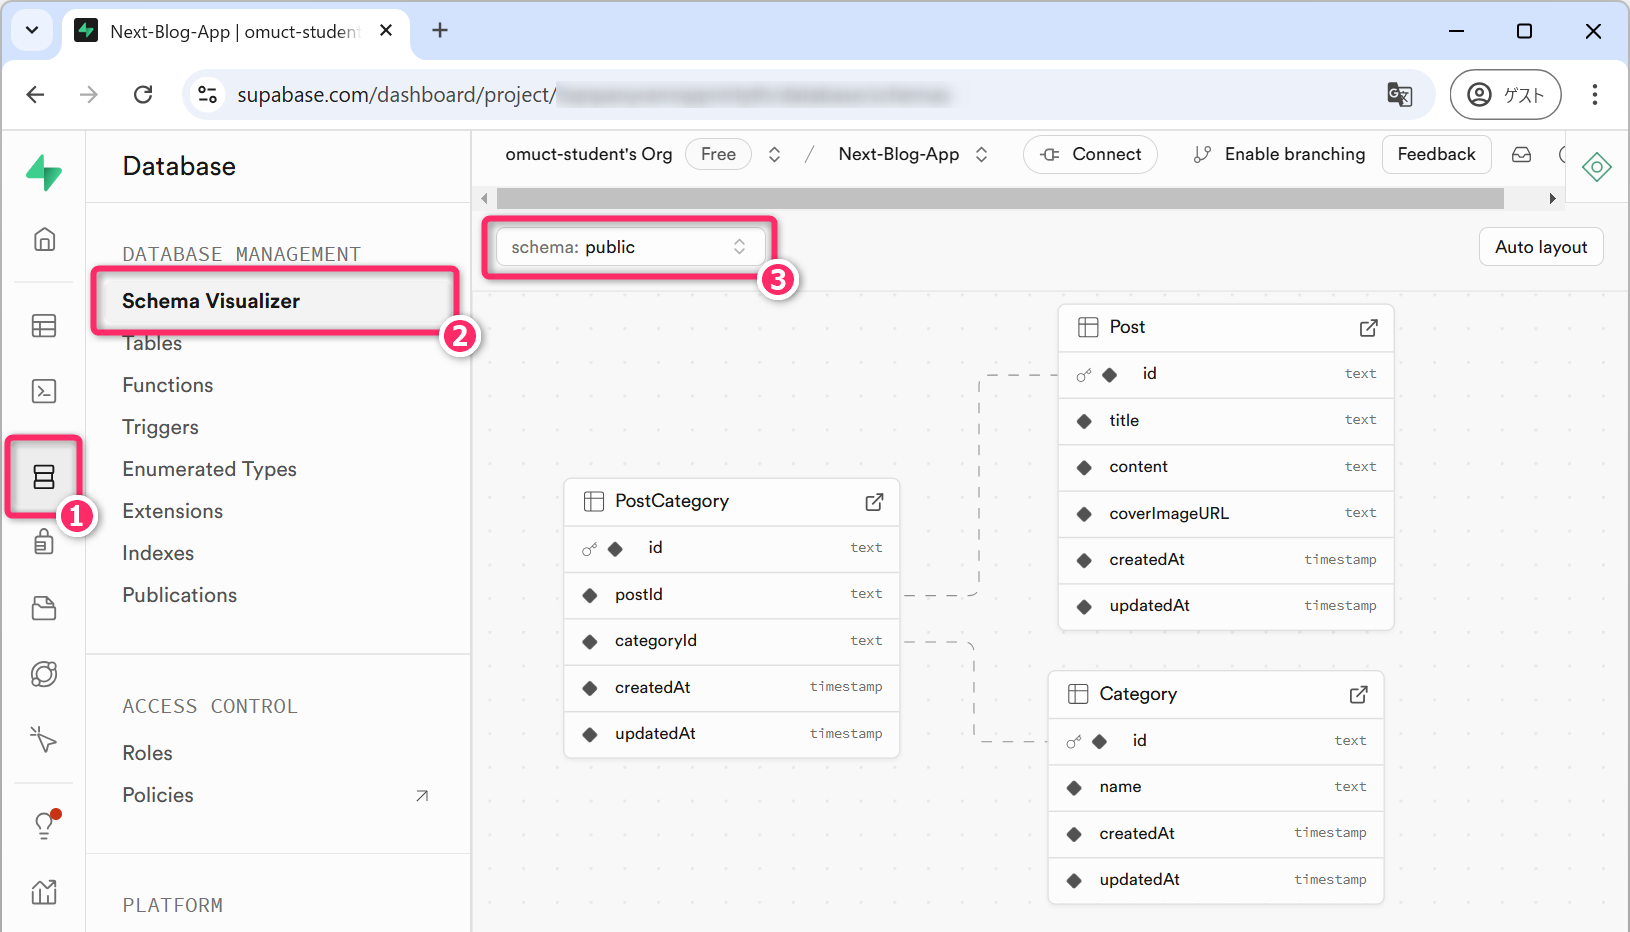 Next-Blog-App | omuct-student
supabase.com/dashboard/project/
ゲスト
Database
omuct-student's Org
Free
/
Next-Blog-App
Connect
Enable branching
Feedback
DATABASE MANAGEMENT
Schema Visualizer
2
Tables
Functions
Triggers
Enumerated Types
Extensions
Indexes
Publications
1
ACCESS CONTROL
Roles
Policies
PLATFORM
schema: public
3
Auto layout
PostCategory
id text
postId text
categoryId text
createdAt timestamp
updatedAt timestamp
Post
id text
title text
content text
coverImageURL text
createdAt timestamp
updatedAt timestamp
Category
id text
name text
createdAt timestamp
updatedAt timestamp